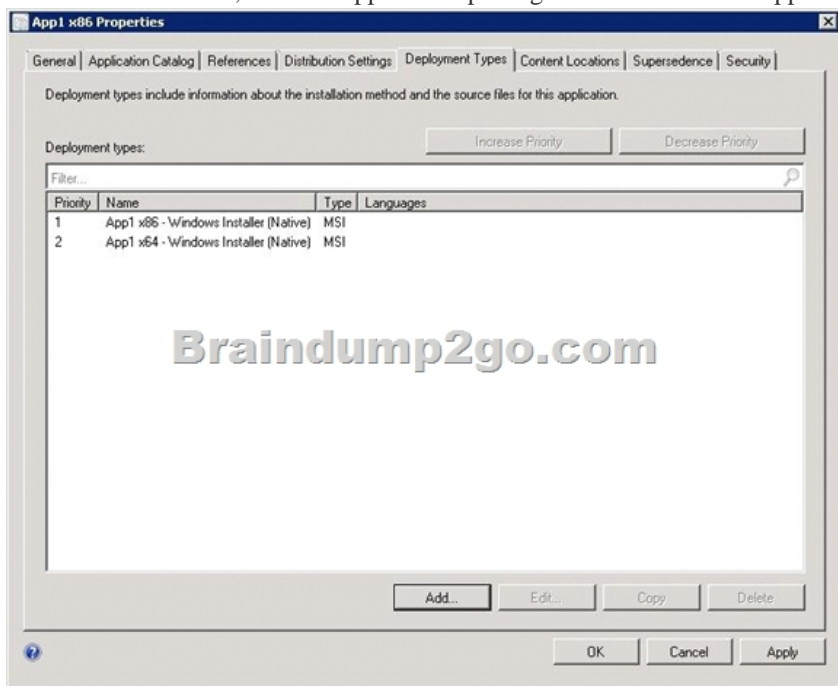 App1 x86 Properties
General Application Catalog References Distribution Settings Deployment Types Content Locations Supersedence Security
Deployment types include information about the installation method and the source files for this application.
Deployment types:
Increase Priority Decrease Priority
Filter...
Priority Name Type Languages
1 App1 x86 - Windows Installer (Native) MSI
2 App1 x64 - Windows Installer (Native) MSI
Braindump2go.com
Add... Edit... Copy Delete
OK Cancel Apply